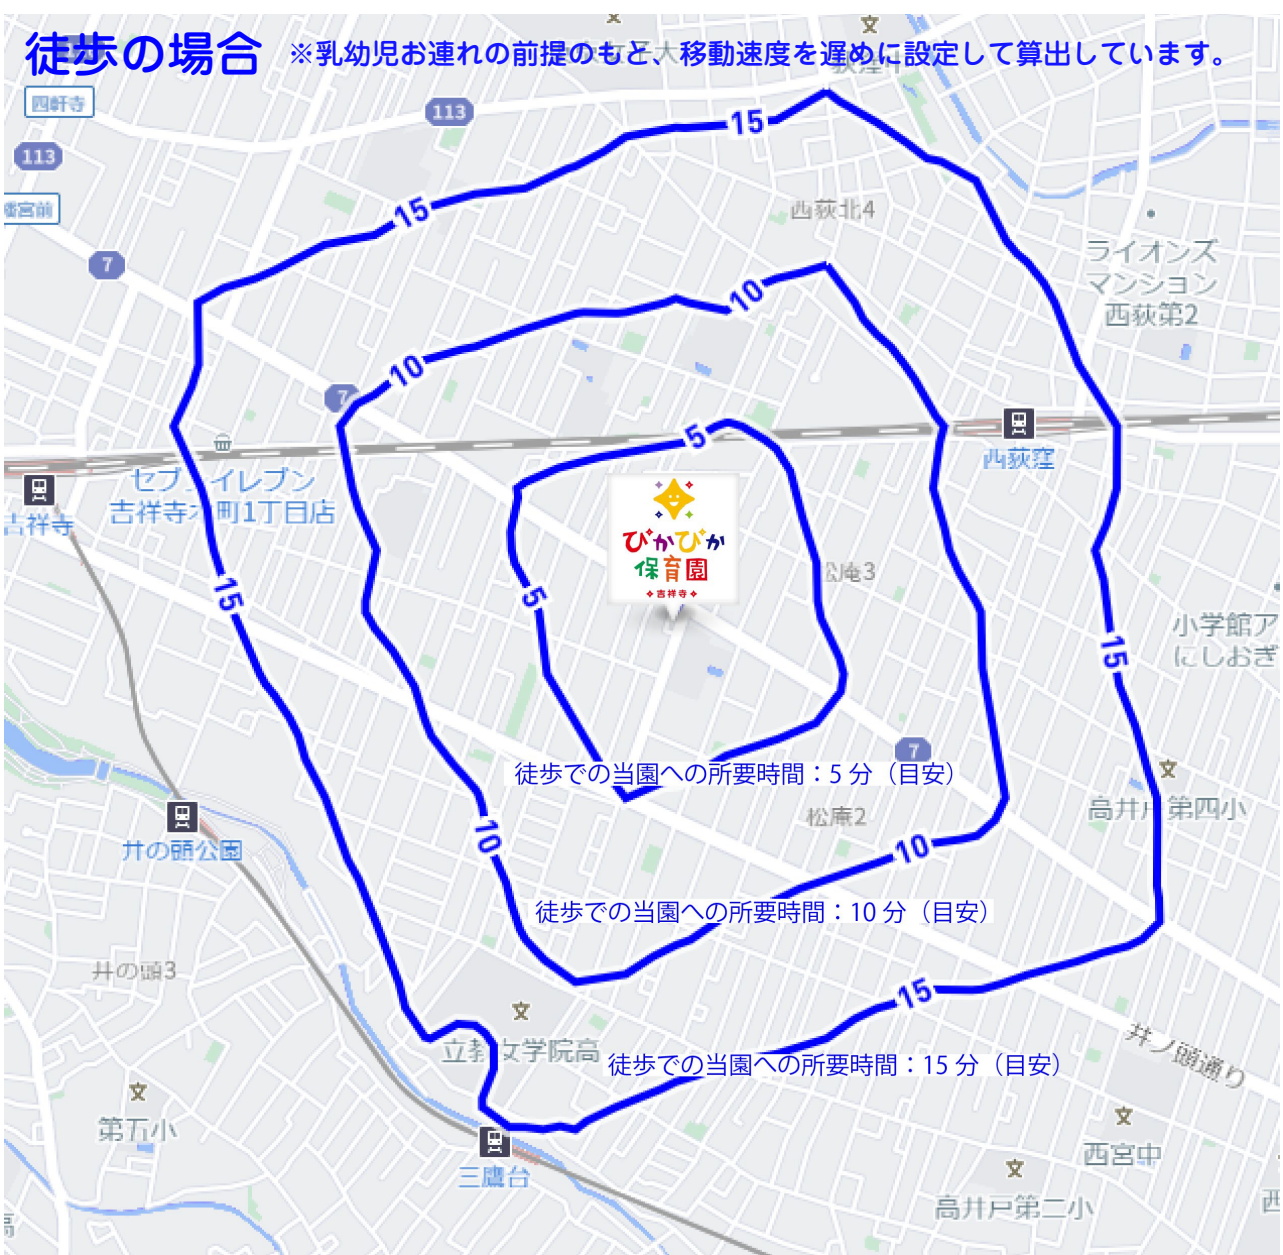 徒歩の場合
※乳幼児お連れの前提のもと、移動速度を遅めに設定して算出しています。
四軒寺
113
113
幡宮前
7
15
15
西荻北4
ライオンズ
マンション
西荻第2
10
10
7
5
西荻窪
セブンイレブン
吉祥寺本町1丁目店
吉祥寺
ぴかぴか
保育園
吉祥寺
松庵3
5
15
小学館ア
にしおぎ
15
7
徒歩での当園への所要時間：5 分（目安）
高井戸第四小
松庵2
井の頭公園
10
10
徒歩での当園への所要時間：10 分（目安）
井の頭3
15
立教女学院高
徒歩での当園への所要時間：15 分（目安）
井ノ頭通り
第五小
西宮中
三鷹台
高井戸第二小
西